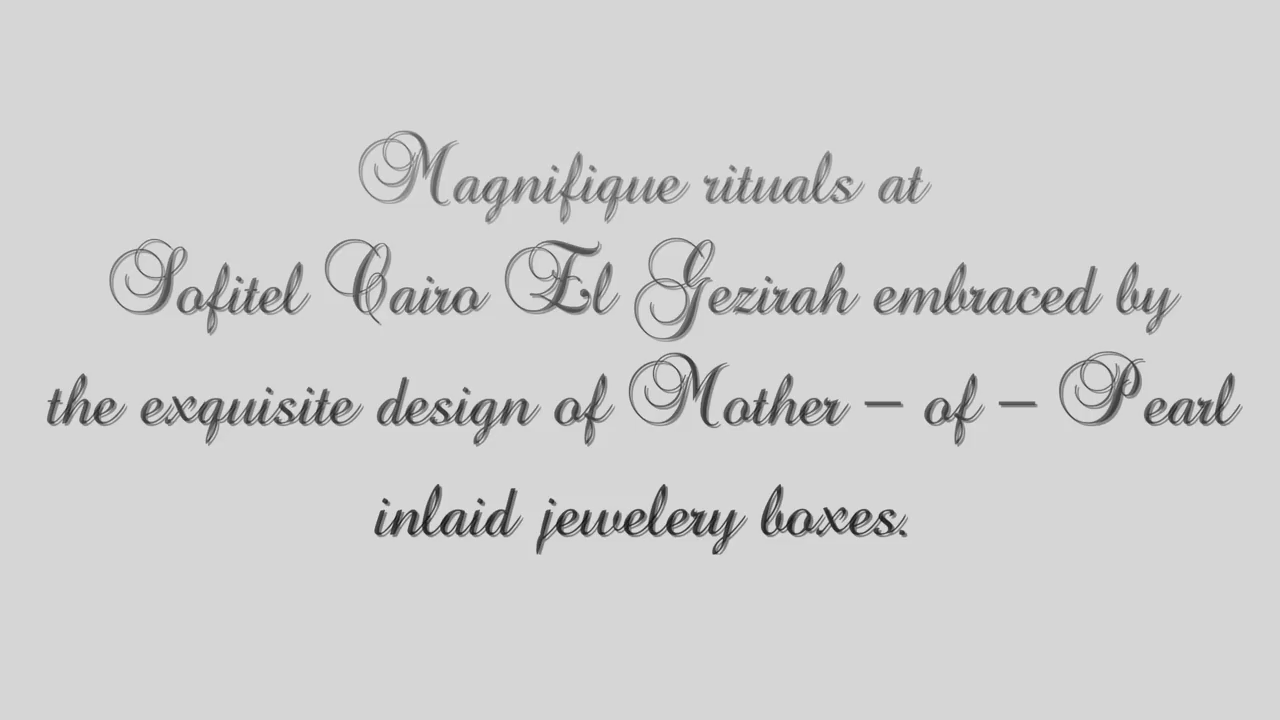 Magnifique rituals at
Sofitel Cairo El Gezirah embraced by
the exquisite design of Mother – of – Pearl
inlaid jewelery boxes.